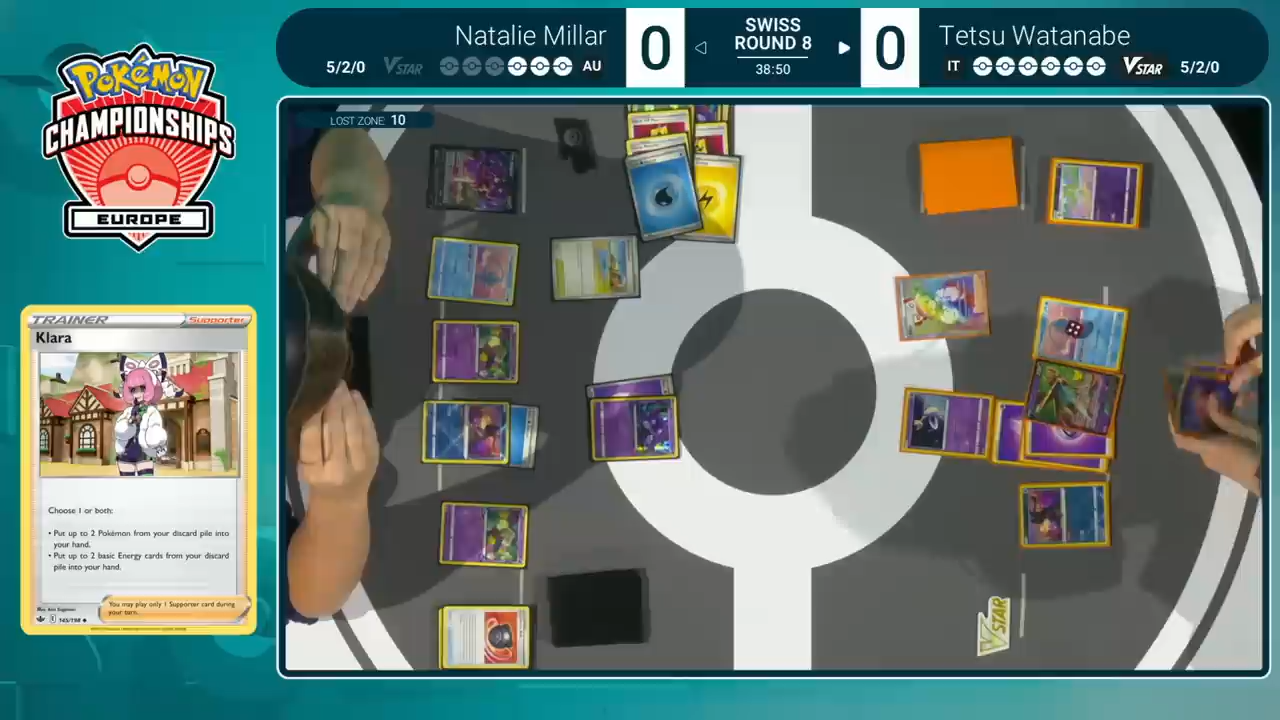 Natalie Millar
0
SWISS
ROUND 8
38:50
0
Tetsu Watanabe
5/2/0
VSTAR
AU
IT
VSTAR
5/2/0
Pokémon
CHAMPIONSHIPS
EUROPE
LOST ZONE: 10
TRAINER
Supporter
Klara
Choose 1 or both:
• Put up to 2 Pokémon from your discard pile into
your hand.
• Put up to 2 basic Energy cards from your discard
pile into your hand.
You may play only 1 Supporter card during
your turn.
145/198
VSTAR